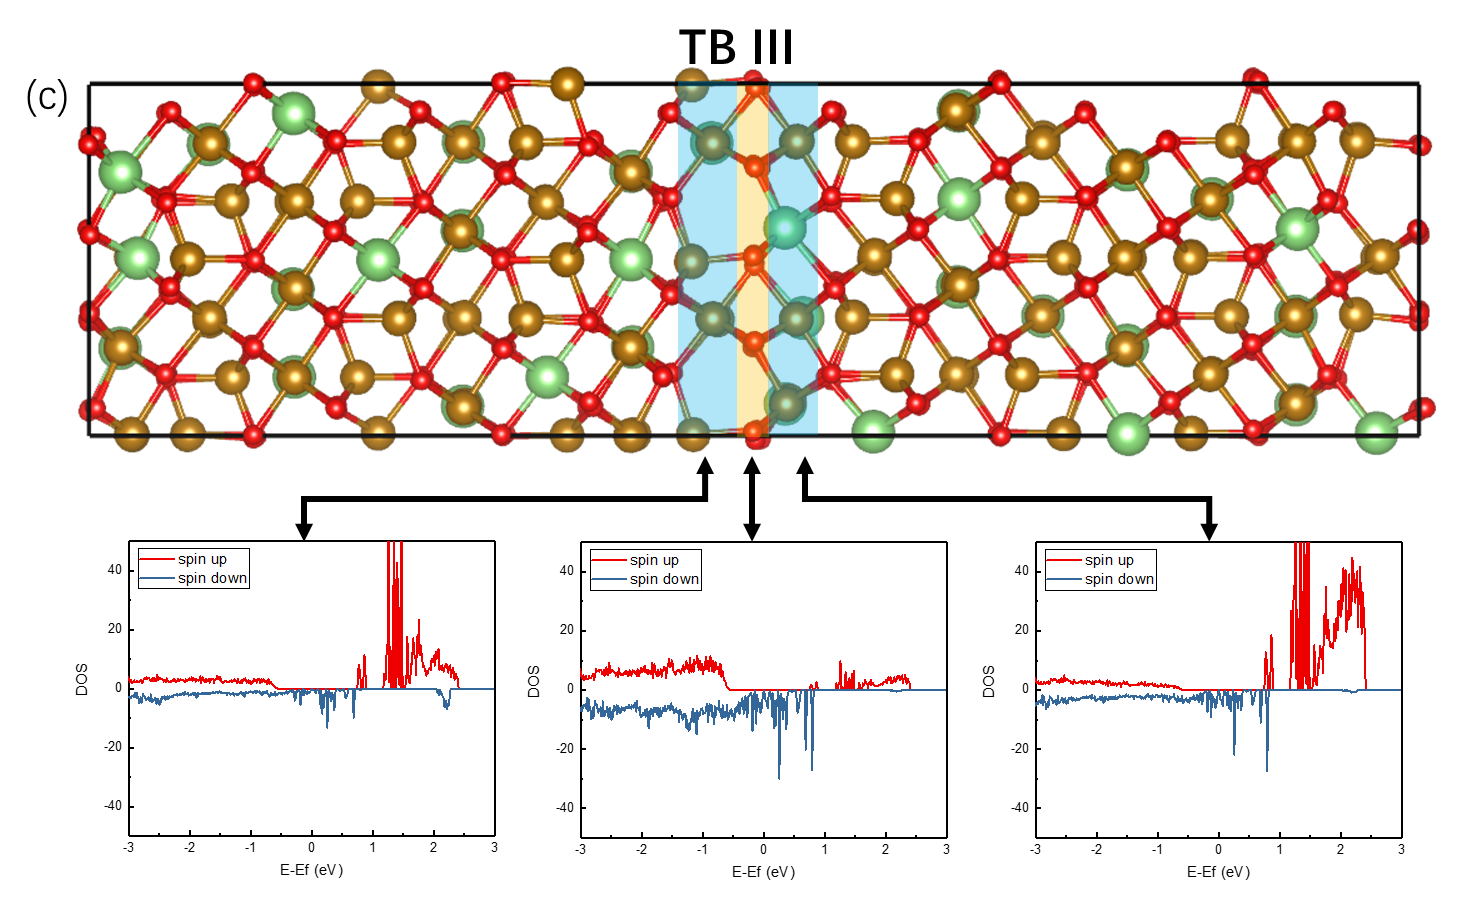 TB III
(c)
spin up
spin down
40
20
0
-20
-40
DOS
-3 -2 -1 0 1 2 3
E-Ef (eV)
spin up
spin down
40
20
0
-20
-40
DOS
-3 -2 -1 0 1 2 3
E-Ef (eV)
spin up
spin down
40
20
0
-20
-40
DOS
-3 -2 -1 0 1 2 3
E-Ef (eV)